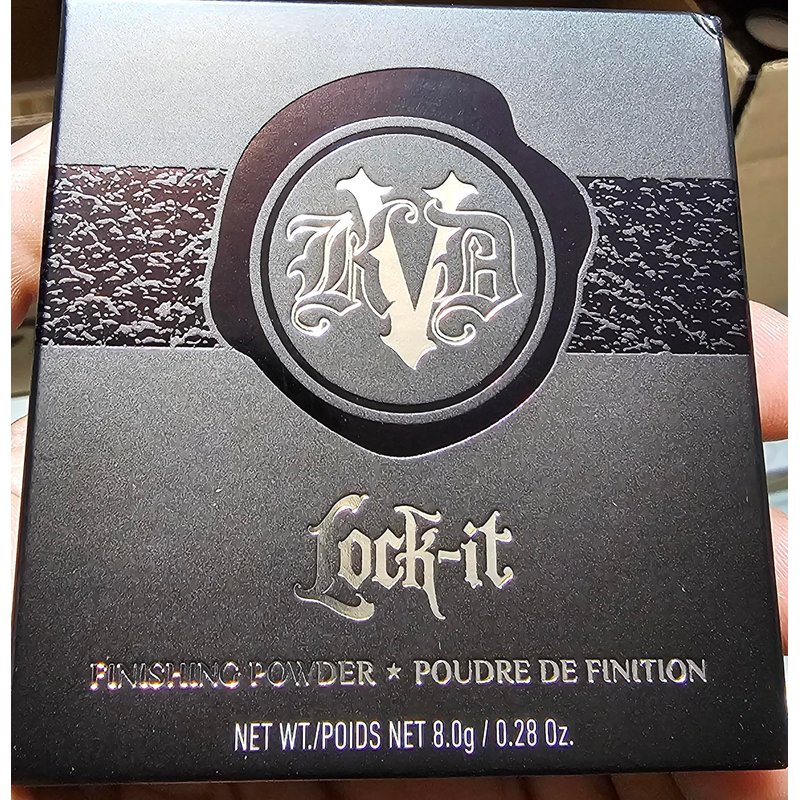 KVD
Lock-it
FINISHING POWDER ★ POUDRE DE FINITION
NET WT./POIDS NET 8.0g / 0.28 Oz.